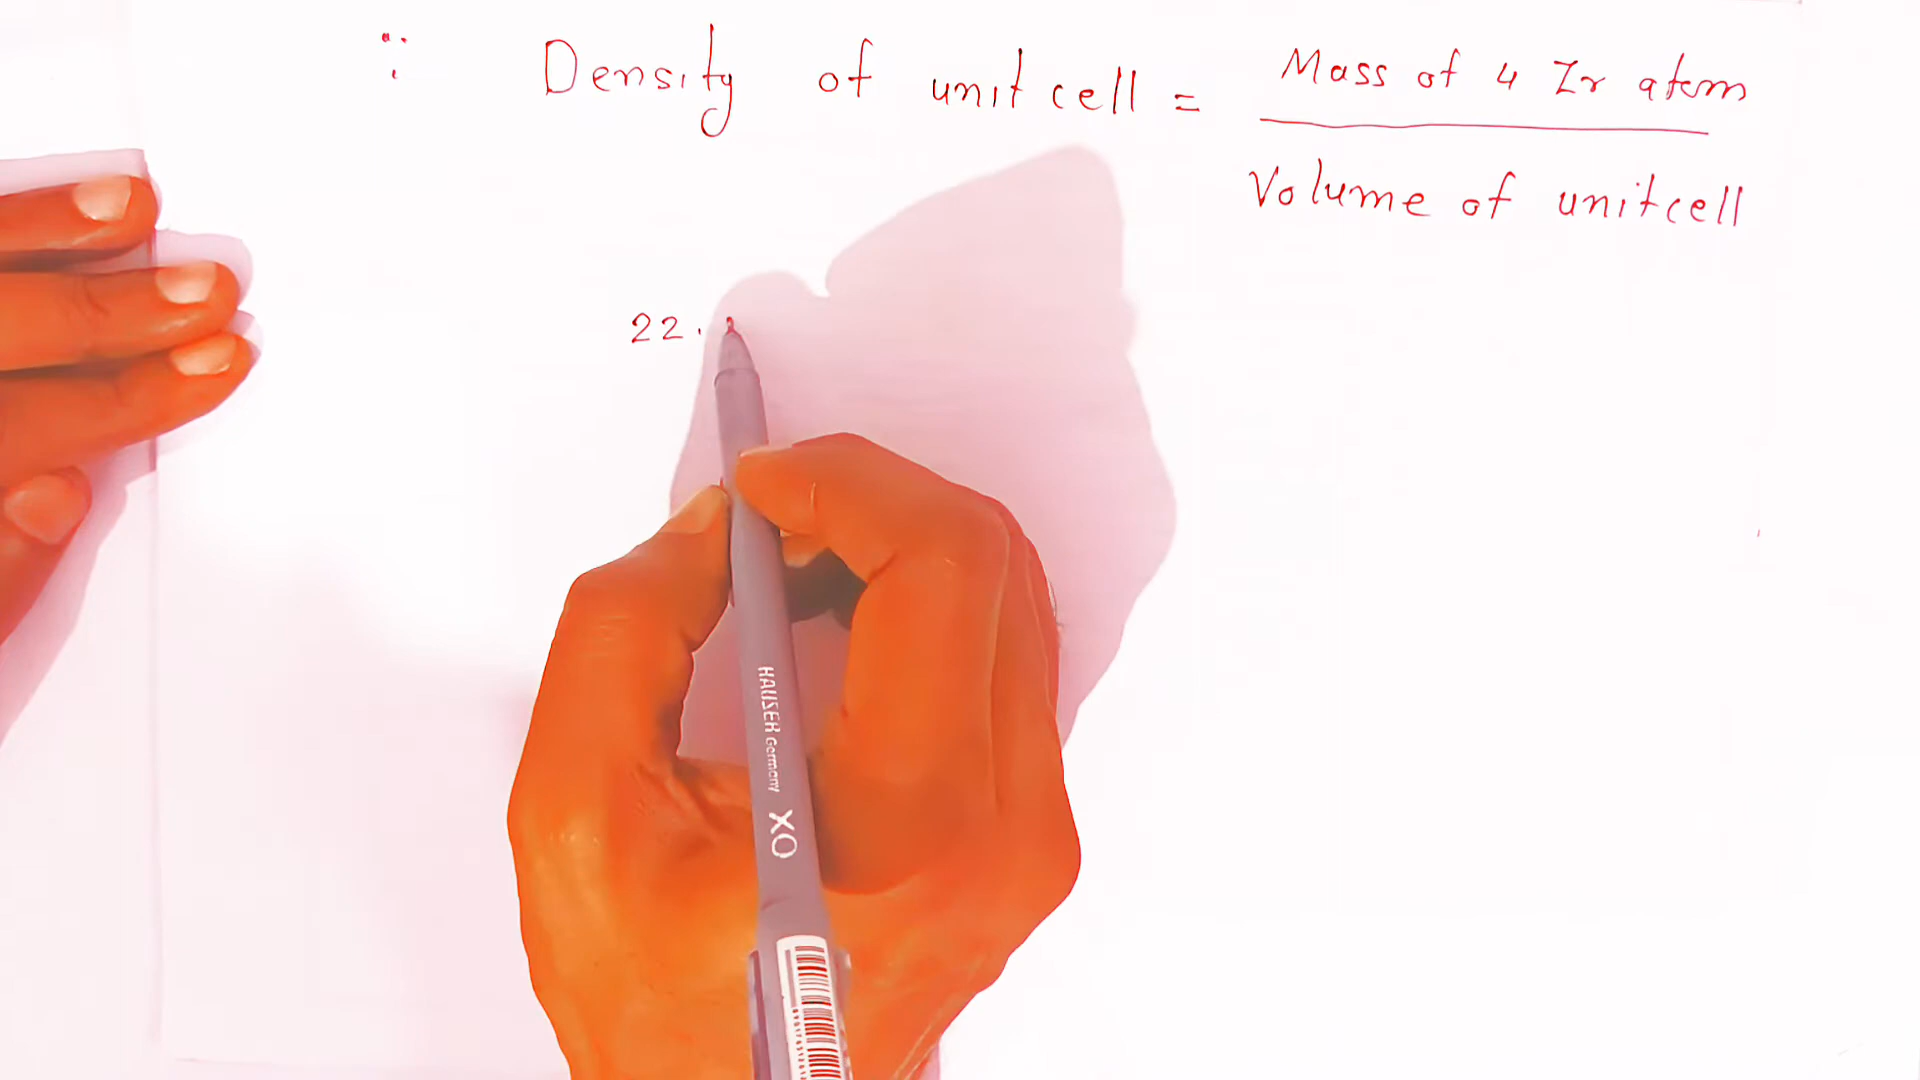 ∵ Density of unit cell = Mass of 4 Zr atom
Volume of unitcell
22.
HAUSER Germany XO